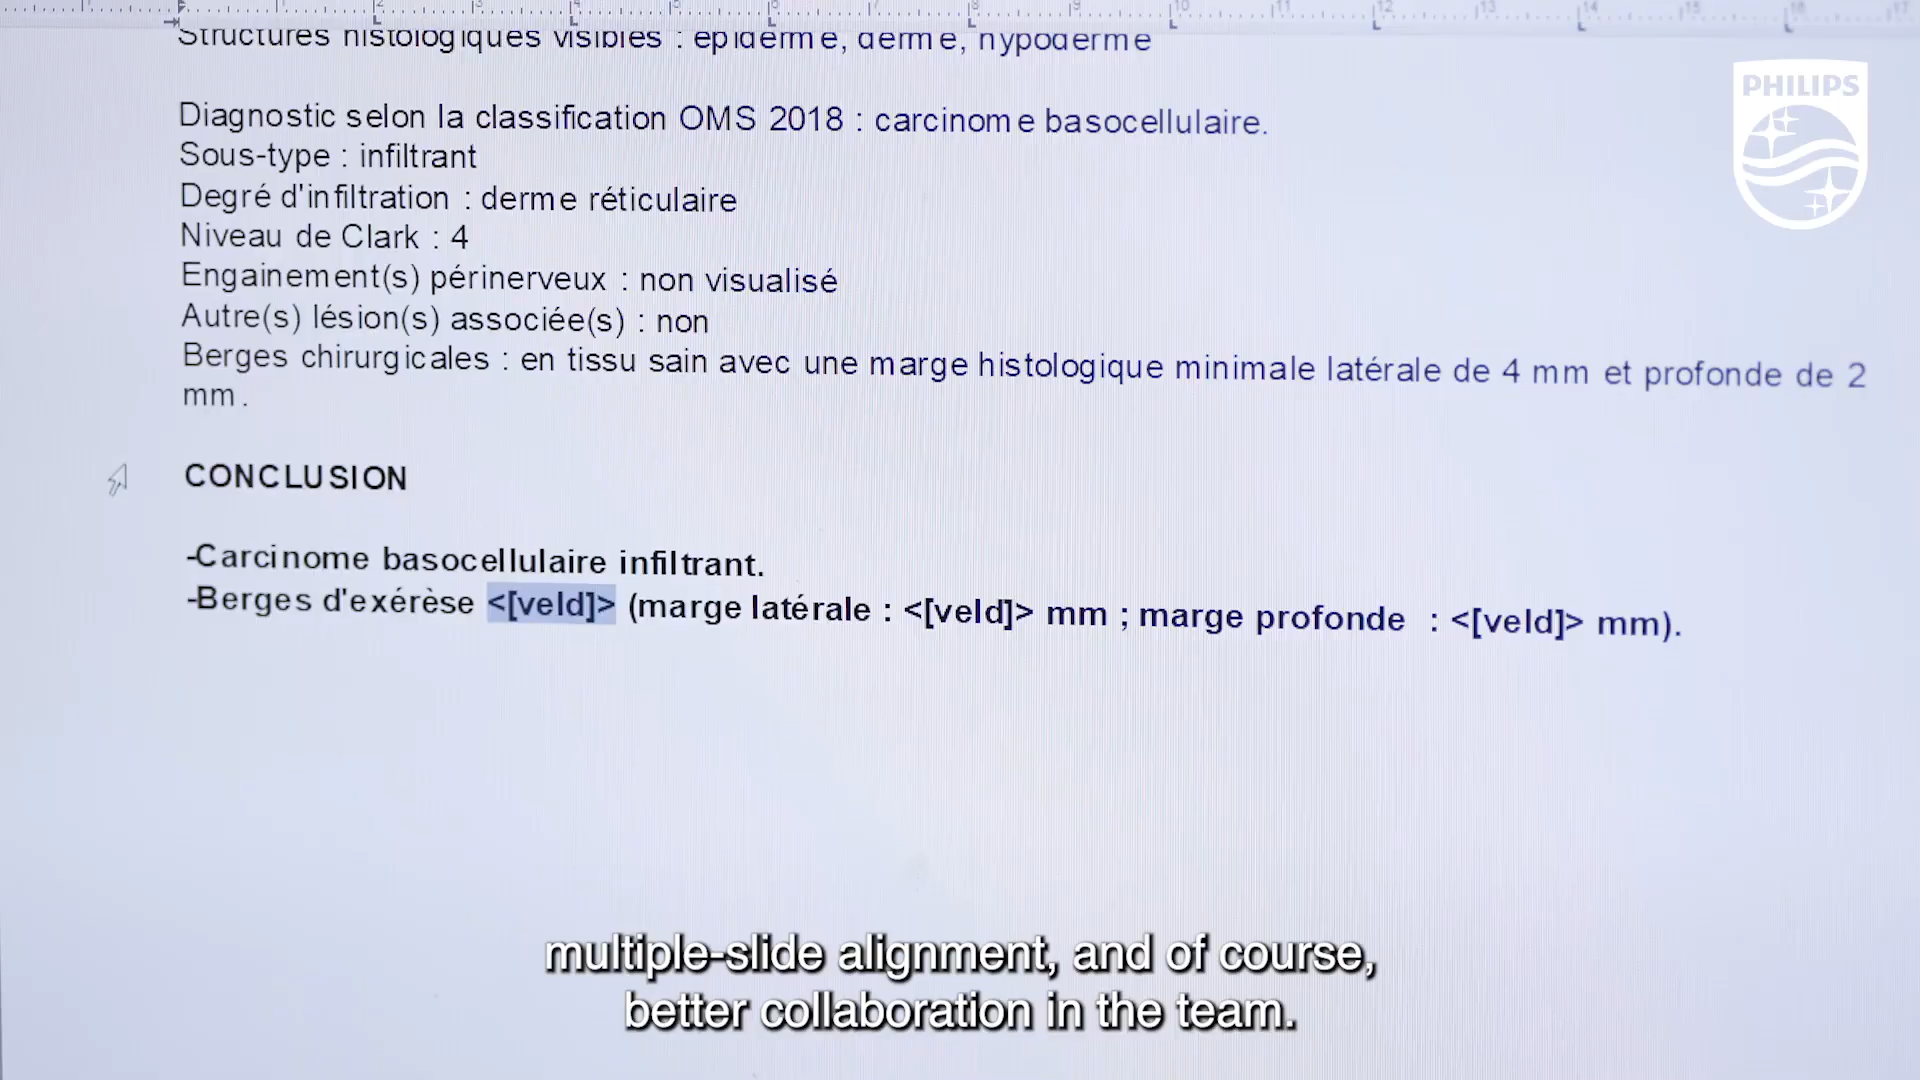 Structures histologiques visibles : epiderme, derme, hypoderme
PHILIPS
Diagnostic selon la classification OMS 2018 : carcinome basocellulaire.
Sous-type : infiltrant
Degré d'infiltration : derme réticulaire
Niveau de Clark : 4
Engainement(s) périnerveux : non visualisé
Autre(s) lésion(s) associée(s) : non
Berges chirurgicales : en tissu sain avec une marge histologique minimale latérale de 4 mm et profonde de 2
mm.
CONCLUSION
-Carcinome basocellulaire infiltrant.
-Berges d'exérèse <[veld]> (marge latérale : <[veld]> mm ; marge profonde : <[veld]> mm).
multiple-slide alignment, and of course,
better collaboration in the team.